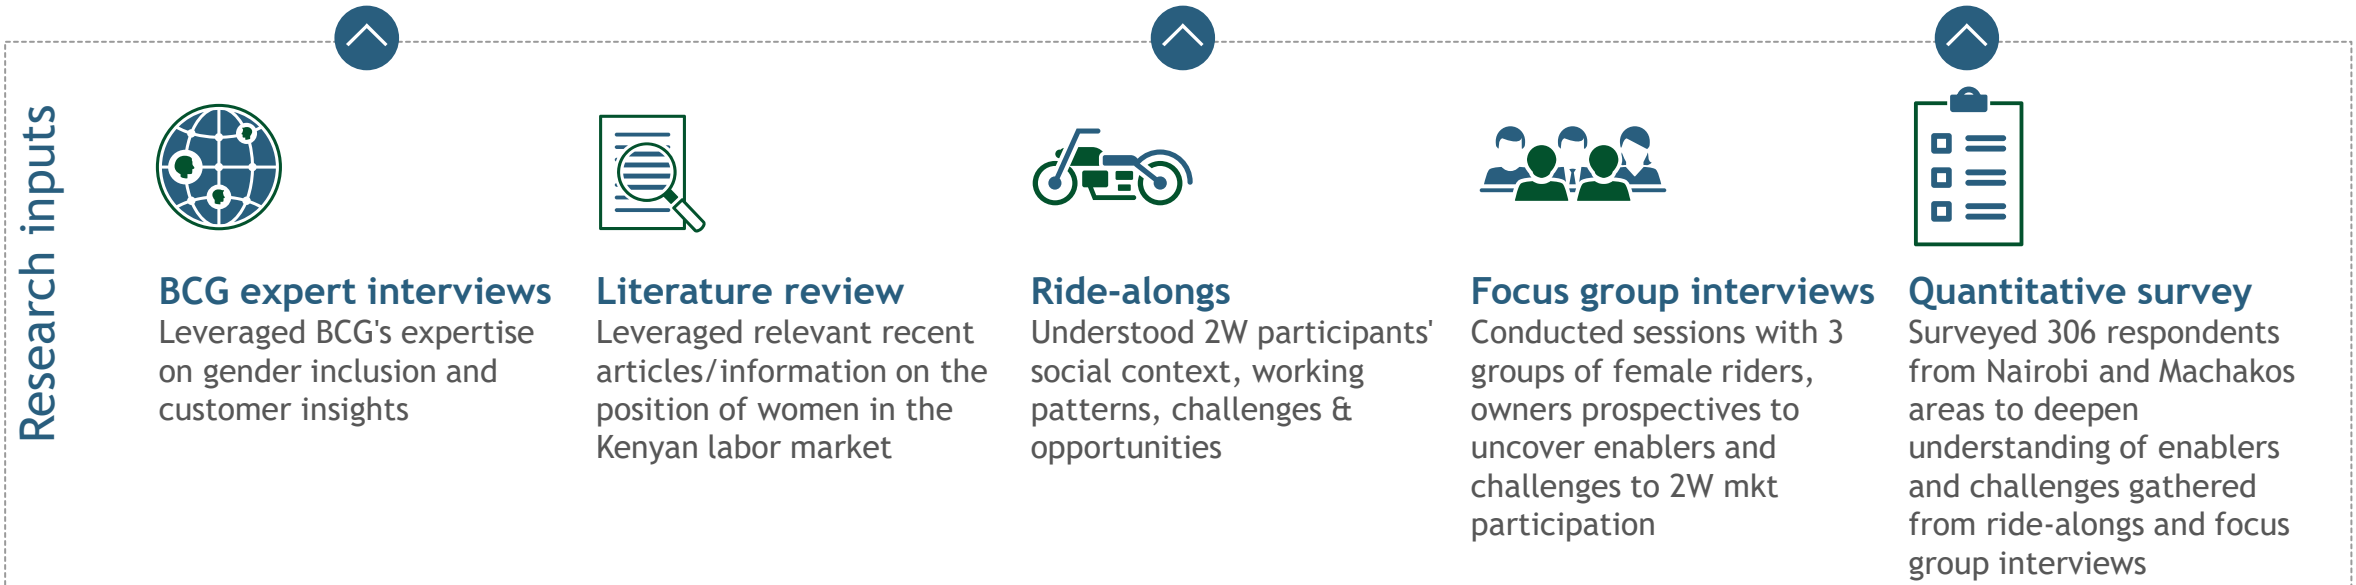 Research inputs
BCG expert interviews
Leveraged BCG's expertise
on gender inclusion and
customer insights
Literature review
Leveraged relevant recent
articles/information on the
position of women in the
Kenyan labor market
Ride-alongs
Understood 2W participants'
social context, working
patterns, challenges &
opportunities
Focus group interviews
Conducted sessions with 3
groups of female riders,
owners prospectives to
uncover enablers and
challenges to 2W mkt
participation
Quantitative survey
Surveyed 306 respondents
from Nairobi and Machakos
areas to deepen
understanding of enablers
and challenges gathered
from ride-alongs and focus
group interviews